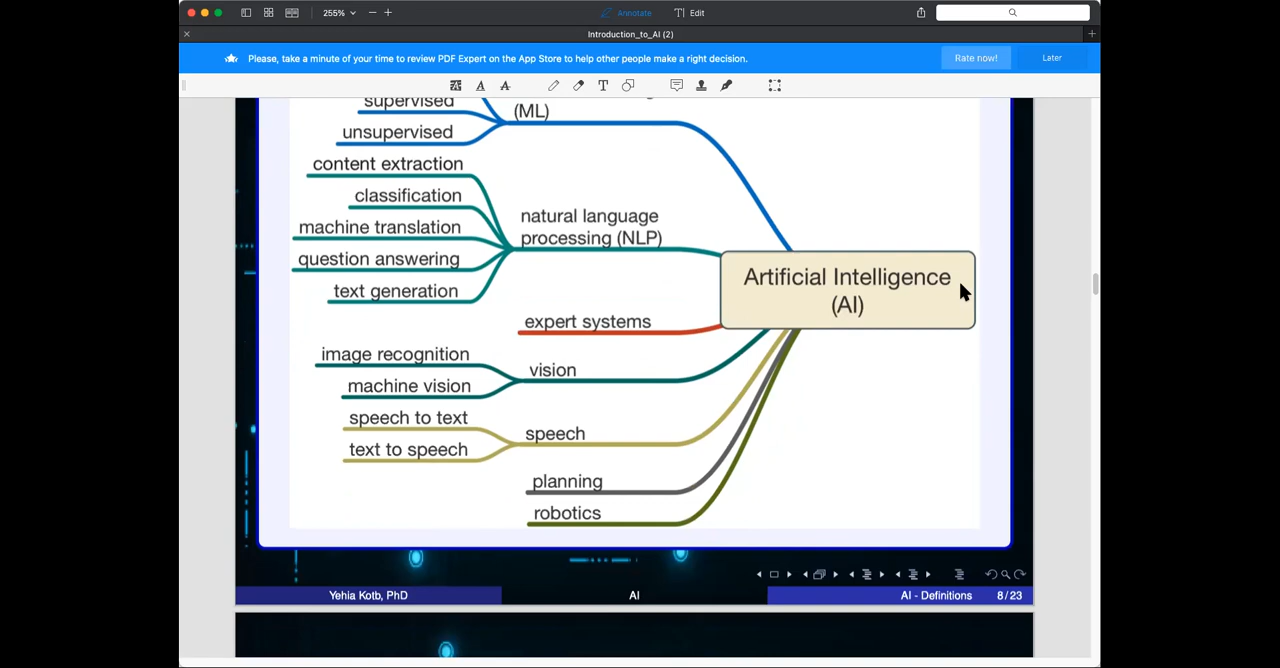 255%
Annotate
Edit
Introduction_to_AI (2)
Please, take a minute of your time to review PDF Expert on the App Store to help other people make a right decision.
Rate now!
Later
supervised
(ML)
unsupervised
content extraction
classification
machine translation
question answering
text generation
natural language
processing (NLP)
Artificial Intelligence
(AI)
expert systems
image recognition
machine vision
vision
speech to text
text to speech
speech
planning
robotics
Yehia Kotb, PhD
AI
AI - Definitions
8/23